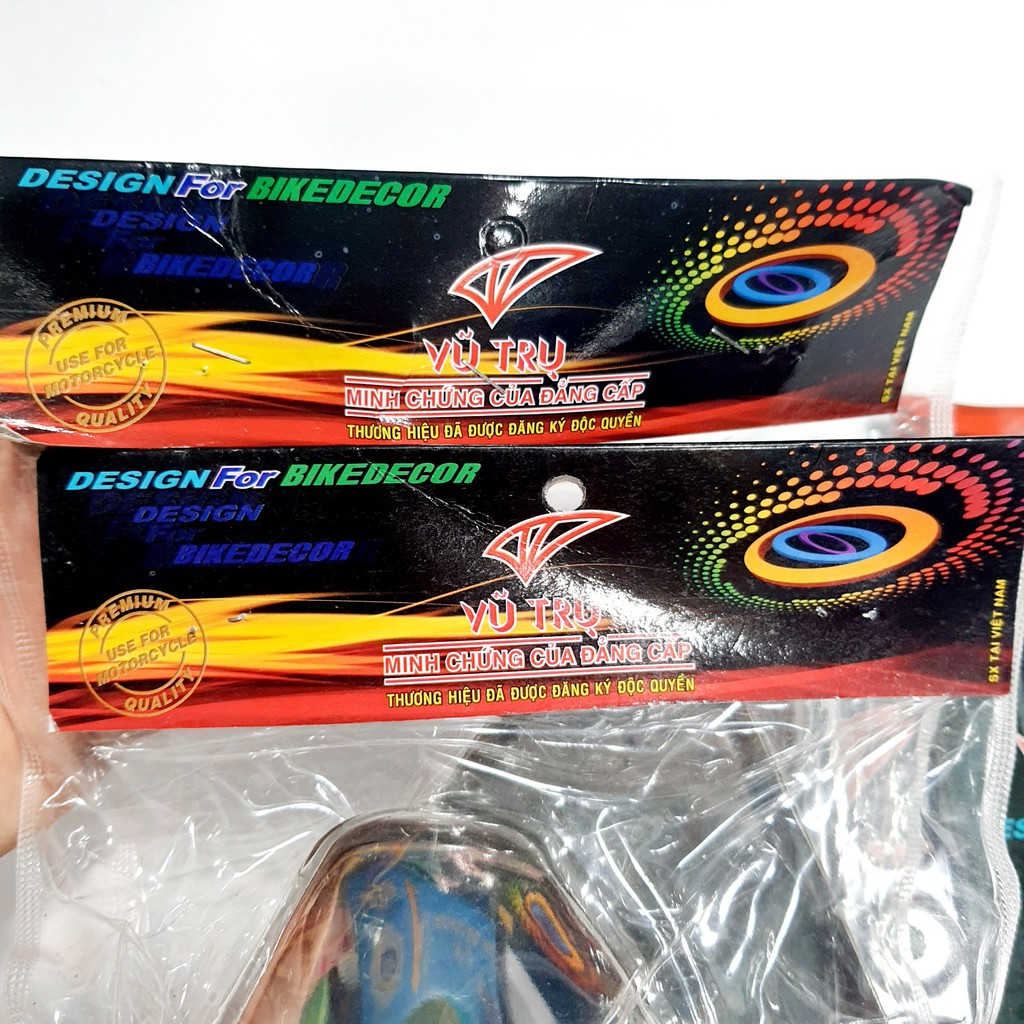 DESIGN For BIKEDECOR
DESIGN
For
BIKEDECOR
PREMIUM
USE FOR
MOTORCYCLE
QUALITY
VŨ TRỤ
MINH CHỨNG CỦA ĐẲNG CẤP
THƯƠNG HIỆU ĐÃ ĐƯỢC ĐĂNG KÝ ĐỘC QUYỀN
SX TẠI VIỆT NAM
DESIGN For BIKEDECOR
DESIGN
For
BIKEDECOR
PREMIUM
USE FOR
MOTORCYCLE
QUALITY
VŨ TRỤ
MINH CHỨNG CỦA ĐẲNG CẤP
THƯƠNG HIỆU ĐÃ ĐƯỢC ĐĂNG KÝ ĐỘC QUYỀN
SX TẠI VIỆT NAM